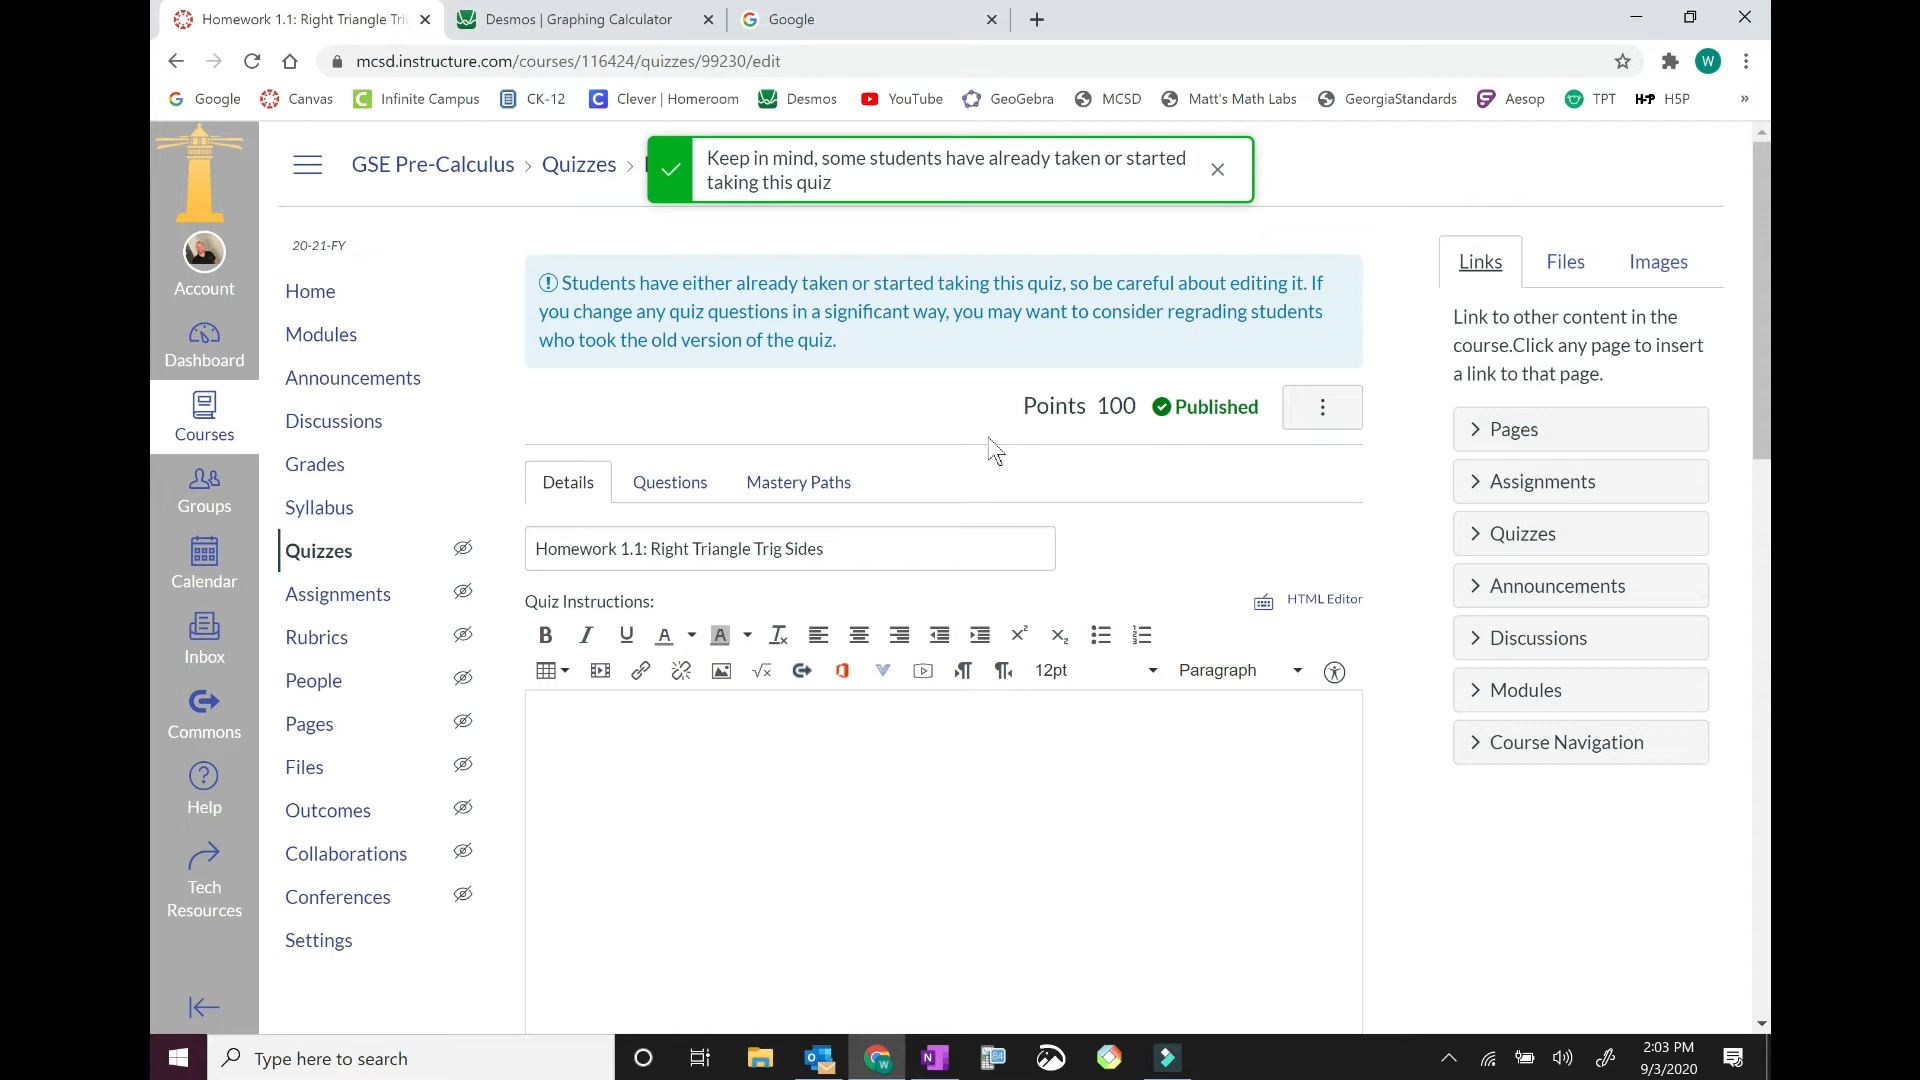 Homework 1.1: Right Triangle Tri
Desmos | Graphing Calculator
Google
mcsd.instructure.com/courses/116424/quizzes/99230/edit
W
Google
Canvas
Infinite Campus
CK-12
Clever | Homeroom
Desmos
YouTube
GeoGebra
MCSD
Matt's Math Labs
GeorgiaStandards
Aesop
TPT
H-P H5P
»
Account
Dashboard
Courses
Groups
Calendar
Inbox
Commons
Help
Tech
Resources
GSE Pre-Calculus › Quizzes ›
Keep in mind, some students have already taken or started
taking this quiz
20-21-FY
Home
Modules
Announcements
Discussions
Grades
Syllabus
Quizzes
Assignments
Rubrics
People
Pages
Files
Outcomes
Collaborations
Conferences
Settings
Students have either already taken or started taking this quiz, so be careful about editing it. If
you change any quiz questions in a significant way, you may want to consider regrading students
who took the old version of the quiz.
Points 100 Published
Details
Questions
Mastery Paths
Homework 1.1: Right Triangle Trig Sides
Quiz Instructions:
HTML Editor
12pt
Paragraph
Links
Files
Images
Link to other content in the
course.Click any page to insert
a link to that page.
Pages
Assignments
Quizzes
Announcements
Discussions
Modules
Course Navigation
Type here to search
2:03 PM
9/3/2020